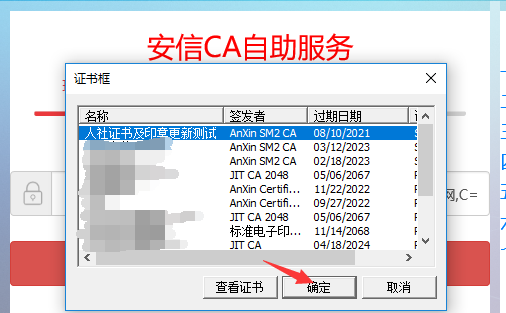 安信CA自助服务
证书框
名称 签发者 过期日期
人社证书及印章更新测试 AnXin SM2 CA 08/10/2021
AnXin SM2 CA 03/12/2023
AnXin SM2 CA 02/18/2023
JIT CA 2048 05/06/2067
AnXin Certifi... 11/22/2022
AnXin Certifi... 09/27/2022
JIT CA 2048 05/06/2067
标准电子印... 11/14/2068
JIT CA 04/18/2024
网,C=
查看证书 确定 取消